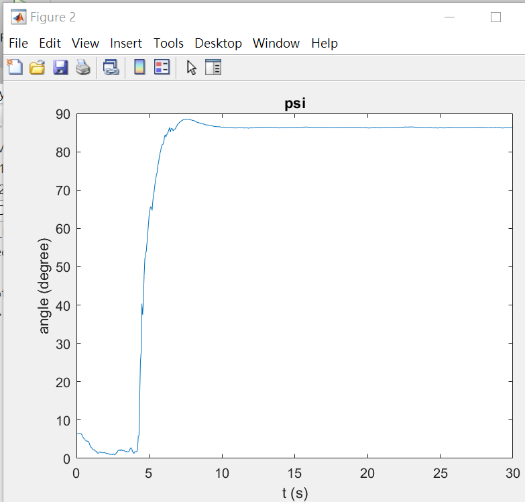 Figure 2
File Edit View Insert Tools Desktop Window Help
psi
90
80
70
60
50
40
30
20
10
0
angle (degree)
0 5 10 15 20 25 30
t (s)